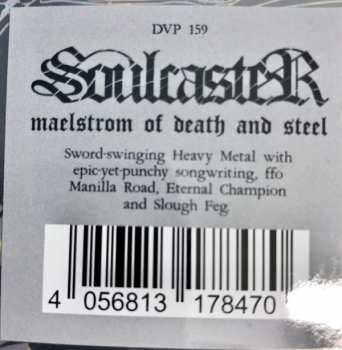 DVP 159
SoulcasteR
maelstrom of death and steel
Sword-swinging Heavy Metal with
epic-yet-punchy songwriting, ffo
Manilla Road, Eternal Champion
and Slough Feg
4 056813 178470